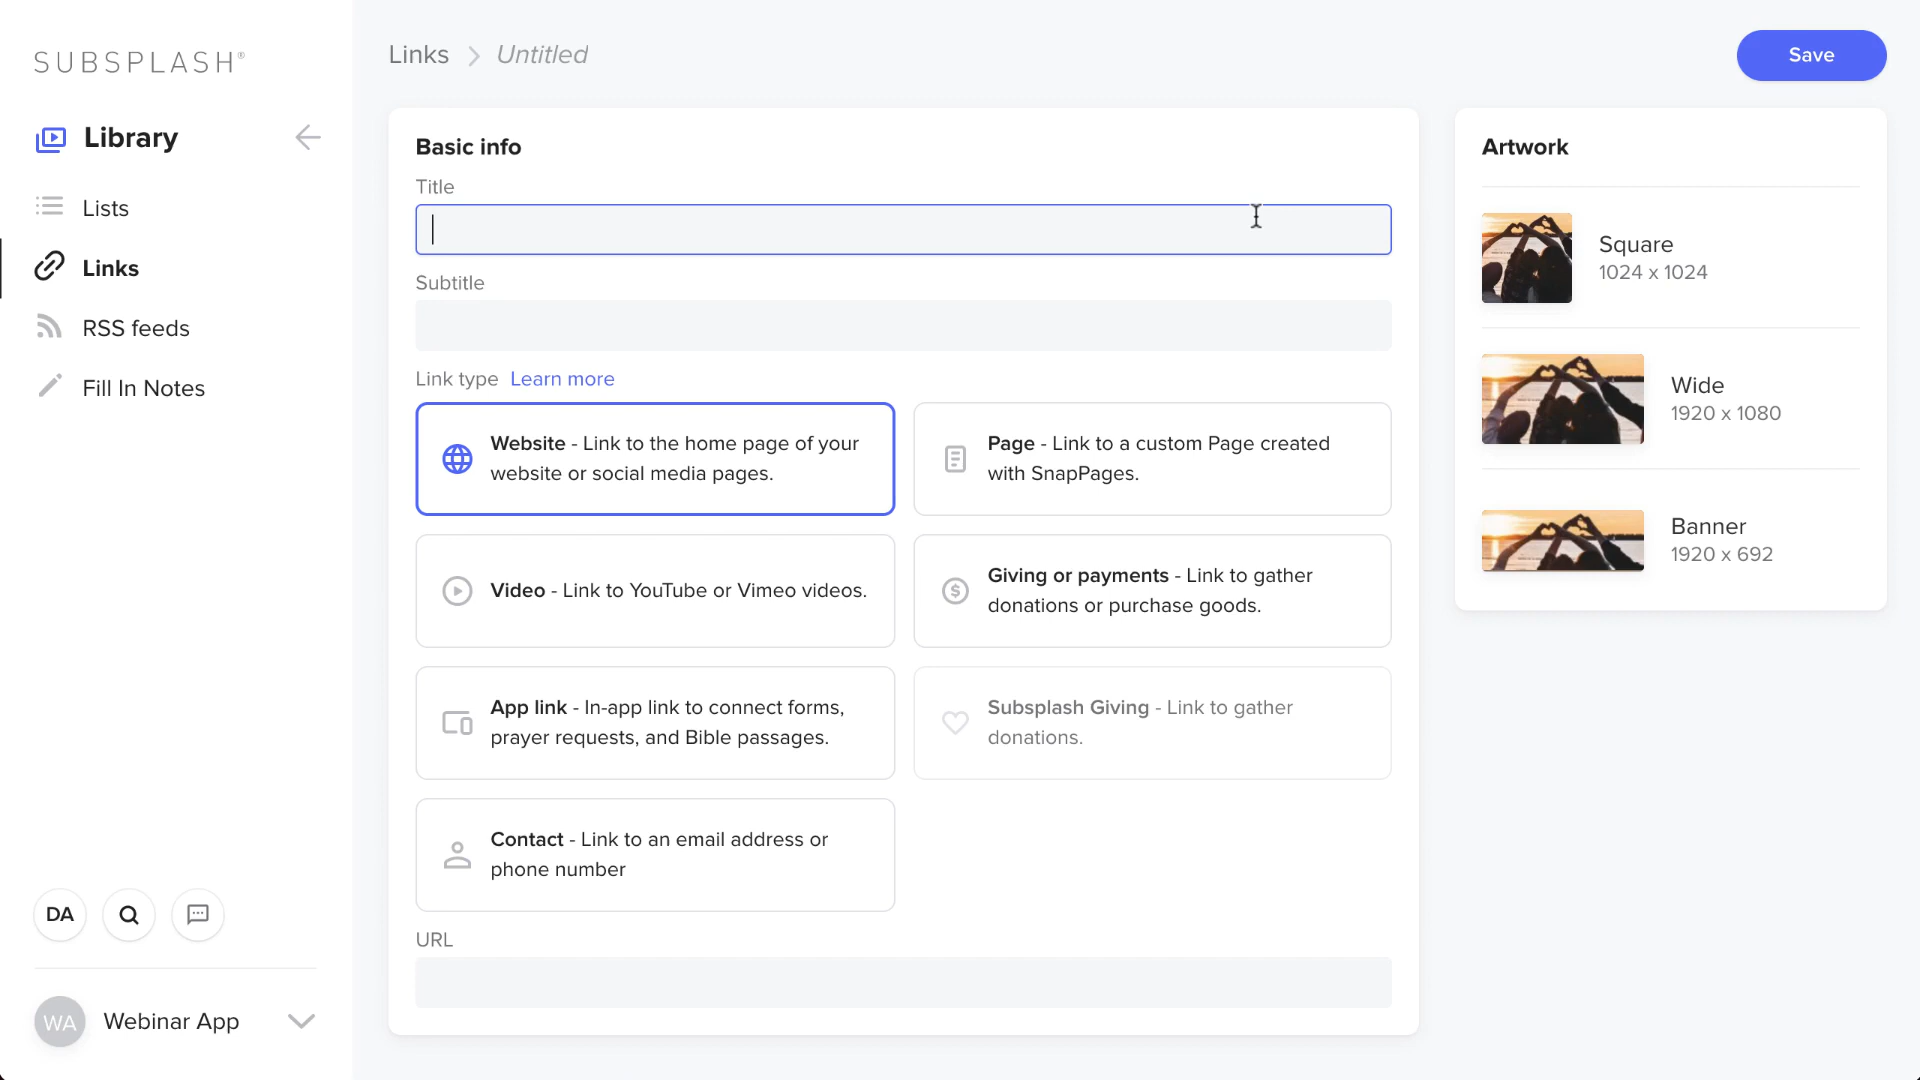 SUBSPLASH®
Library
Lists
Links
RSS feeds
Fill In Notes
DA
WA
Webinar App
Links
Untitled
Save
Basic info
Title
Subtitle
Link type Learn more
Website - Link to the home page of your
website or social media pages.
Page - Link to a custom Page created
with SnapPages.
Video - Link to YouTube or Vimeo videos.
Giving or payments - Link to gather
donations or purchase goods.
App link - In-app link to connect forms,
prayer requests, and Bible passages.
Subsplash Giving - Link to gather
donations.
Contact - Link to an email address or
phone number
URL
Artwork
Square
1024 x 1024
Wide
1920 x 1080
Banner
1920 x 692